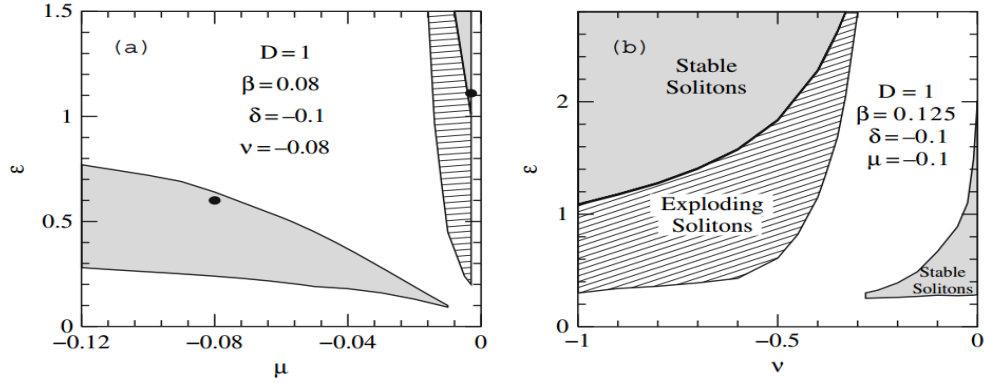 (a)
D=1
β=0.08
δ=−0.1
ν=−0.08
1.5
1
0.5
0
ε
−0.12
−0.08
−0.04
0
μ
(b)
Stable
Solitons
Exploding
Solitons
D=1
β=0.125
δ=−0.1
μ=−0.1
Stable
Solitons
2
1
0
ε
−1
−0.5
0
ν